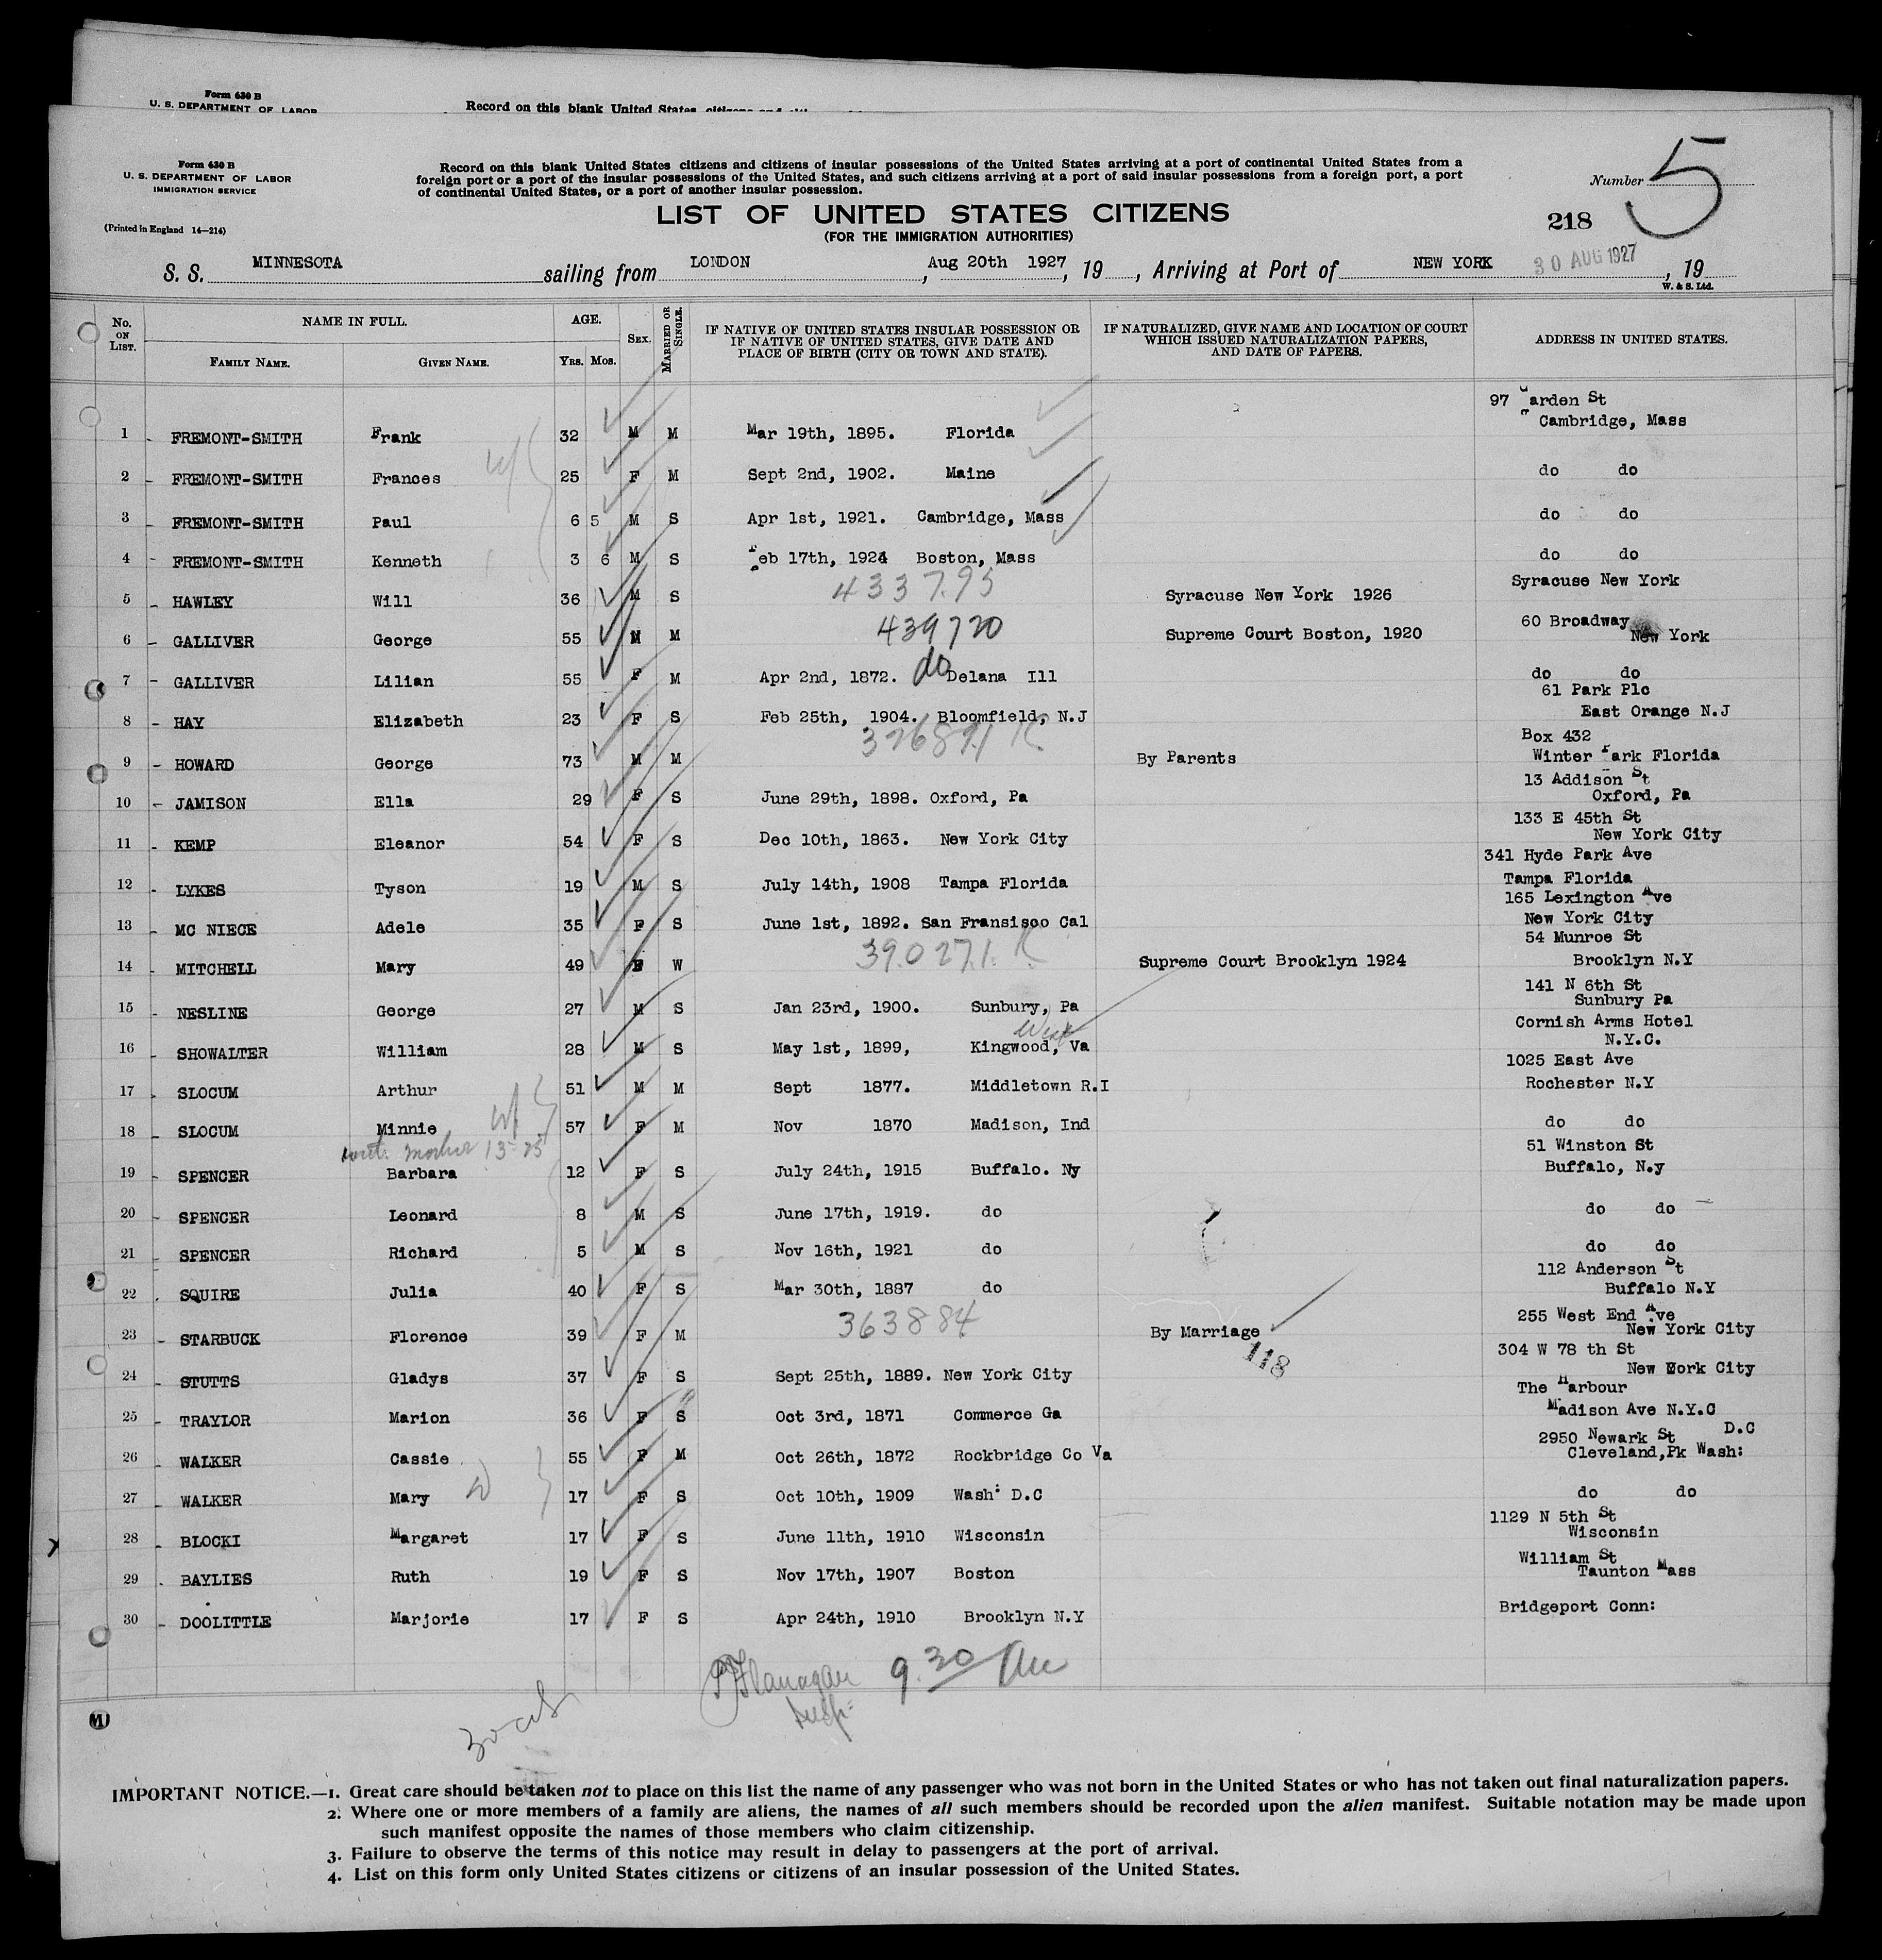 Form 630 B
U. S. DEPARTMENT OF LABOR
Record on this blank United States
Form 630 B
U. S. DEPARTMENT OF LABOR
IMMIGRATION SERVICE
(Printed in England 14—214)
Record on this blank United States citizens and citizens of insular possessions of the United States arriving at a port of continental United States from a
foreign port or a port of the insular possessions of the United States, and such citizens arriving at a port of said insular possessions from a foreign port, a port
of continental United States, or a port of another insular possession.
Number 5
LIST OF UNITED STATES CITIZENS
(FOR THE IMMIGRATION AUTHORITIES)
218
S. S. MINNESOTA sailing from LONDON, Aug 20th 1927, 19, Arriving at Port of NEW YORK 30 AUG 1927, 19
W. & S. Ltd.
No. ON LIST. NAME IN FULL. FAMILY NAME. GIVEN NAME. AGE. YRS. MOS. SEX. MARRIED OR SINGLE. IF NATIVE OF UNITED STATES INSULAR POSSESSION OR IF NATIVE OF UNITED STATES, GIVE DATE AND PLACE OF BIRTH (CITY OR TOWN AND STATE). IF NATURALIZED, GIVE NAME AND LOCATION OF COURT WHICH ISSUED NATURALIZATION PAPERS, AND DATE OF PAPERS. ADDRESS IN UNITED STATES.
1 FREMONT-SMITH Frank 32 M M Mar 19th, 1895. Florida 97 Garden St Cambridge, Mass
2 FREMONT-SMITH Frances 25 F M Sept 2nd, 1902. Maine do do
3 FREMONT-SMITH Paul 6 5 M S Apr 1st, 1921. Cambridge, Mass do do
4 FREMONT-SMITH Kenneth 3 6 M S Feb 17th, 1924 Boston, Mass do do
5 HAWLEY Will 36 M S 433795 Syracuse New York 1926 Syracuse New York
6 GALLIVER George 55 M M 439720 Supreme Court Boston, 1920 60 Broadway New York
7 GALLIVER Lilian 55 F M Apr 2nd, 1872. do Delana Ill do do
8 HAY Elizabeth 23 F S Feb 25th, 1904. Bloomfield, N.J 61 Park Plc East Orange N.J
9 HOWARD George 73 M M 326891 By Parents Box 432 Winter Park Florida
10 JAMISON Ella 29 F S June 29th, 1898. Oxford, Pa 13 Addison St Oxford, Pa
11 KEMP Eleanor 54 F S Dec 10th, 1863. New York City 133 E 45th St New York City
12 LYKES Tyson 19 M S July 14th, 1908 Tampa Florida 341 Hyde Park Ave Tampa Florida
13 MC NIECE Adele 35 F S June 1st, 1892. San Fransisco Cal 165 Lexington Ave New York City
14 MITCHELL Mary 49 F W 390271 Supreme Court Brooklyn 1924 54 Munroe St Brooklyn N.Y
15 NESLINE George 27 M S Jan 23rd, 1900. Sunbury, Pa 141 N 6th St Sunbury Pa
16 SHOWALTER William 28 M S May 1st, 1899, Kingwood, West Va Cornish Arms Hotel N.Y.C.
17 SLOCUM Arthur 51 M M Sept 1877. Middletown R.I 1025 East Ave Rochester N.Y
18 SLOCUM Minnie 57 F M Nov 1870 Madison, Ind do do
mother 13-25
19 SPENCER Barbara 12 F S July 24th, 1915 Buffalo. Ny 51 Winston St Buffalo, N.y
20 SPENCER Leonard 8 M S June 17th, 1919. do do do
21 SPENCER Richard 5 M S Nov 16th, 1921 do do do
22 SQUIRE Julia 40 F S Mar 30th, 1887 do 112 Anderson St Buffalo N.Y
23 STARBUCK Florence 39 F M 363884 By Marriage 118 255 West End Ave New York City
24 STUTTS Gladys 37 F S Sept 25th, 1889. New York City 304 W 78 th St New York City
25 TRAYLOR Marion 36 F S Oct 3rd, 1871 Commerce Ga The Harbour Madison Ave N.Y.C
26 WALKER Cassie 55 F M Oct 26th, 1872 Rockbridge Co Va 2950 Newark St Cleveland,Pk Wash: D.C
27 WALKER Mary 17 F S Oct 10th, 1909 Wash: D.C do do
28 BLOCKI Margaret 17 F S June 11th, 1910 Wisconsin 1129 N 5th St Wisconsin
29 BAYLIES Ruth 19 F S Nov 17th, 1907 Boston William St Taunton Mass
30 DOOLITTLE Marjorie 17 F S Apr 24th, 1910 Brooklyn N.Y Bridgeport Conn:
Flanagan 9.30 am
Insp.
IMPORTANT NOTICE.—1. Great care should be taken not to place on this list the name of any passenger who was not born in the United States or who has not taken out final naturalization papers.
2. Where one or more members of a family are aliens, the names of all such members should be recorded upon the alien manifest. Suitable notation may be made upon
such manifest opposite the names of those members who claim citizenship.
3. Failure to observe the terms of this notice may result in delay to passengers at the port of arrival.
4. List on this form only United States citizens or citizens of an insular possession of the United States.